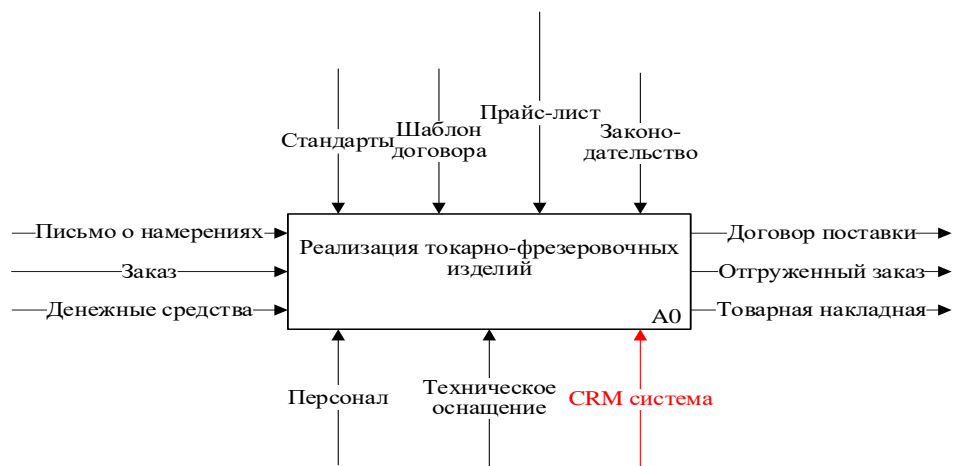 Прайс-лист
Стандарты
Шаблон
договора
Законо-
дательство
Письмо о намерениях
Заказ
Денежные средства
Реализация токарно-фрезеровочных
изделий
A0
Договор поставки
Отгруженный заказ
Товарная накладная
Персонал
Техническое
оснащение
CRM система